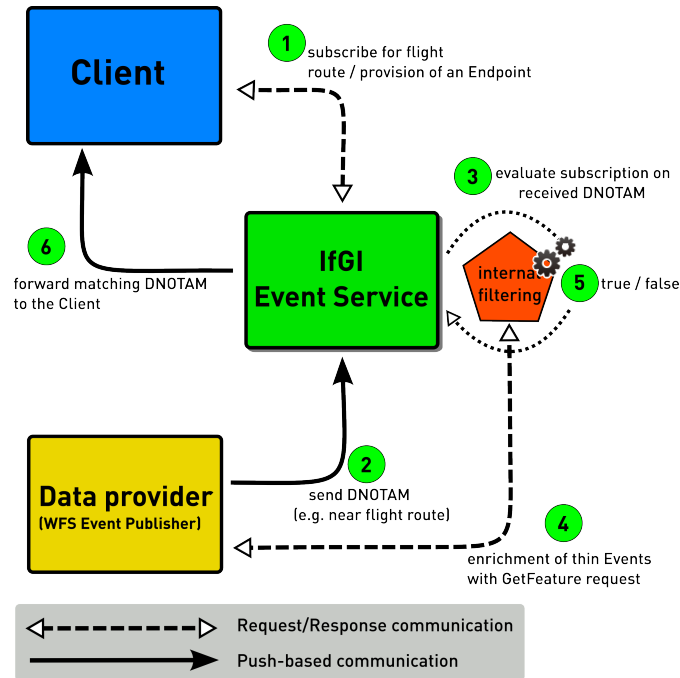 Client
1
subscribe for flight
route / provision of an Endpoint
3
evaluate subscription on
received DNOTAM
6
forward matching DNOTAM
to the Client
IfGI
Event Service
interna
filtering
5
true / false
Data provider
(WFS Event Publisher)
2
send DNOTAM
(e.g. near flight route)
4
enrichment of thin Events
with GetFeature request
Request/Response communication
Push-based communication